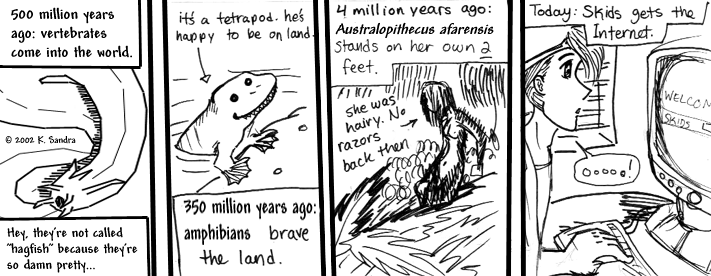 500 million years
ago: vertebrates
come into the world.
© 2002 K. Sandra
Hey, they're not called
"hagfish" because they're
so damn pretty...
it's a tetrapod. he's
happy to be on land.
350 million years ago:
amphibians brave
the land.
4 million years ago:
Australopithecus afarensis
stands on her own 2
feet.
she was
hairy. No
razors
back then
Today: Skids gets the
Internet.
.....
WELCOM
SKIDS